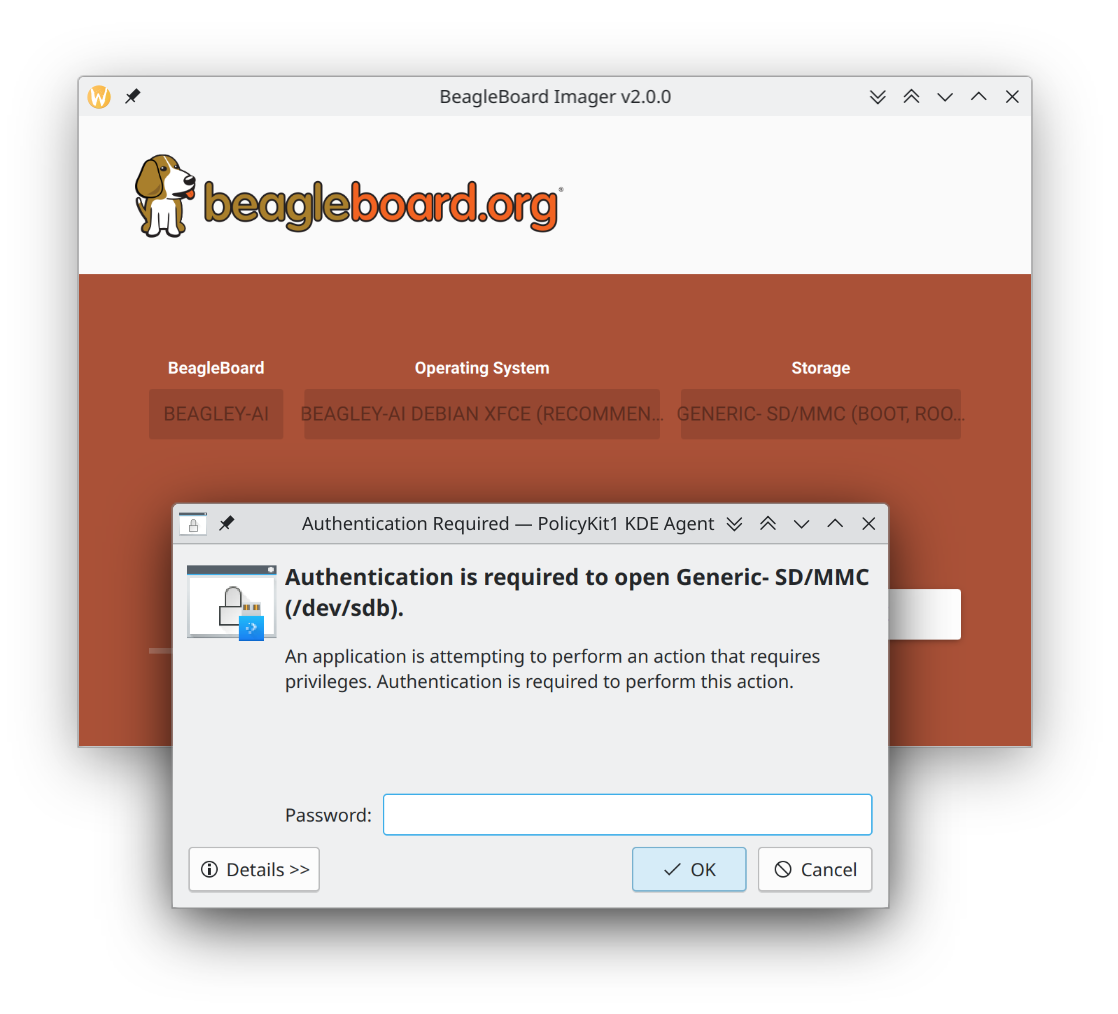 BeagleBoard Imager v2.0.0
beagleboard.org®
BeagleBoard
Operating System
Storage
BEAGLEY-AI
BEAGLEY-AI DEBIAN XFCE (RECOMMEN...
GENERIC- SD/MMC (BOOT, ROO...
Authentication Required — PolicyKit1 KDE Agent
Authentication is required to open Generic- SD/MMC
(/dev/sdb).
An application is attempting to perform an action that requires
privileges. Authentication is required to perform this action.
Password:
Details >>
OK
Cancel